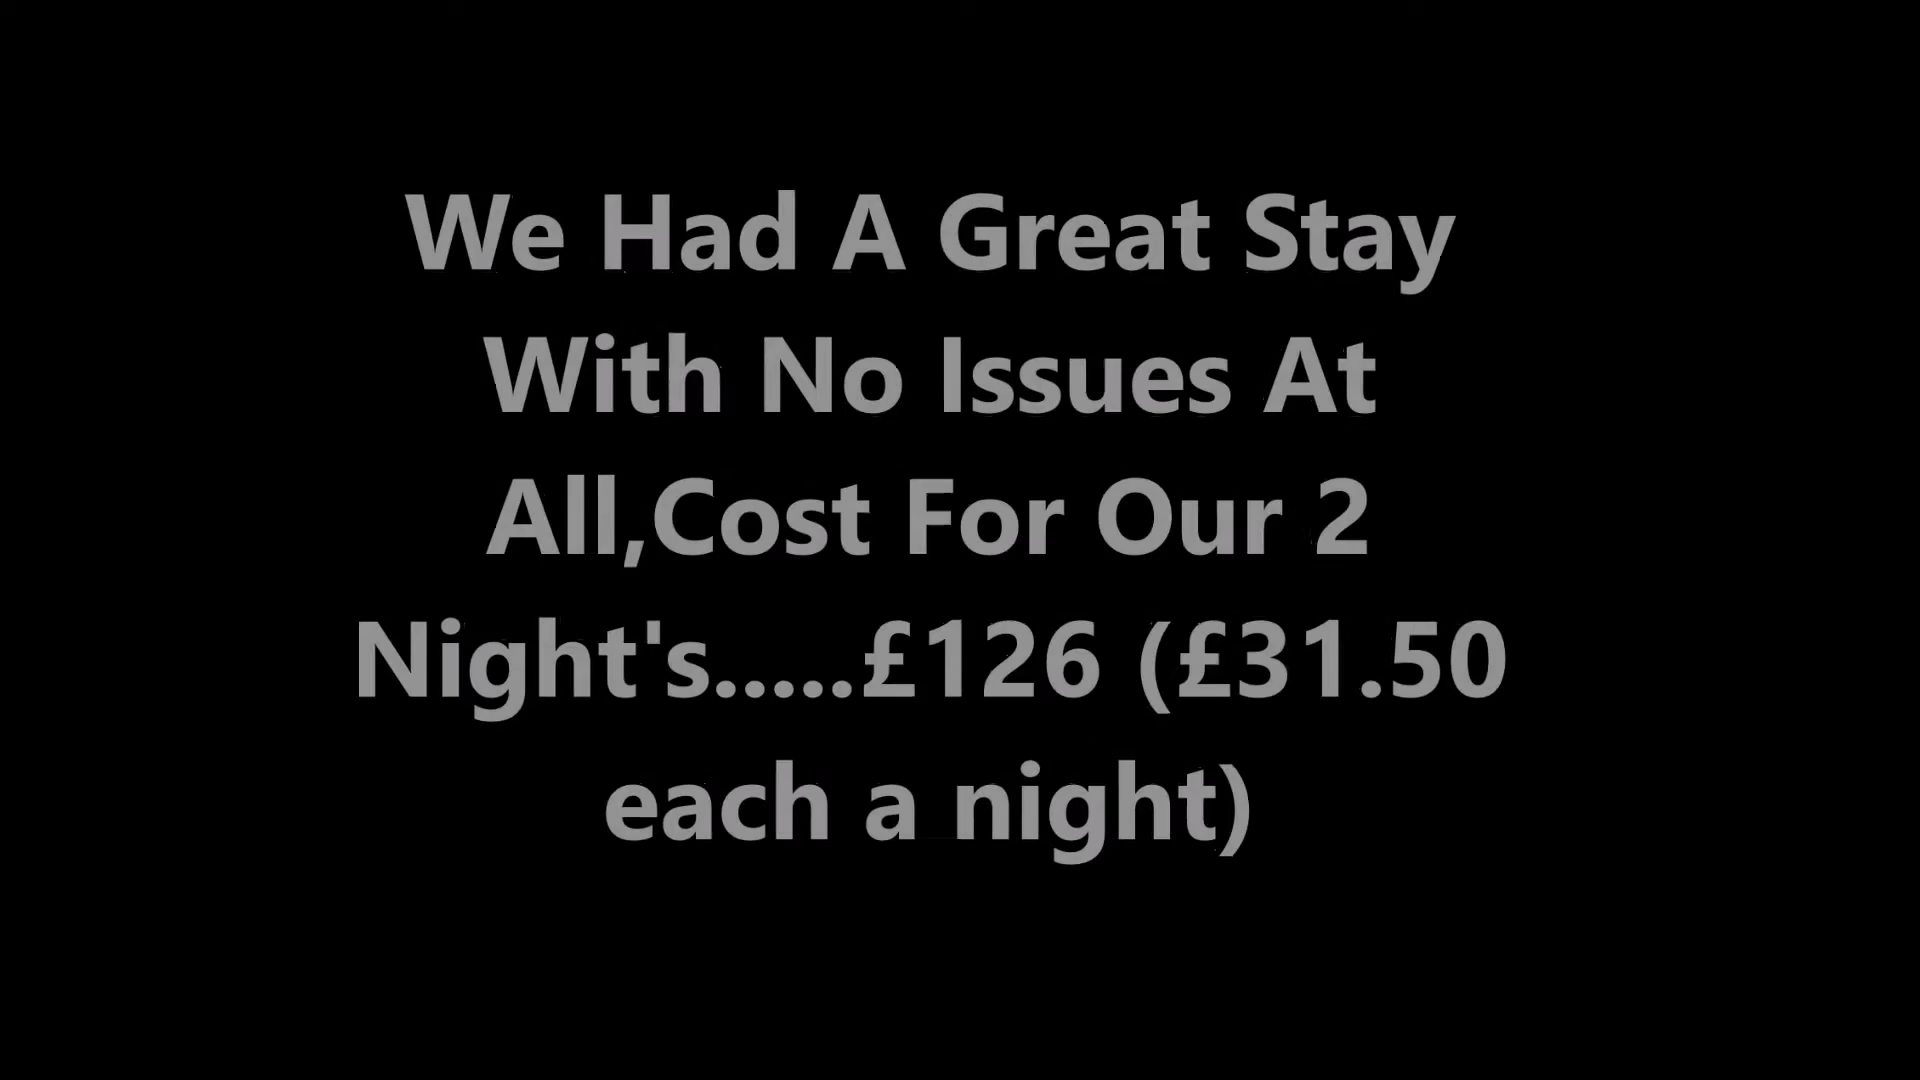 We Had A Great Stay
With No Issues At
All,Cost For Our 2
Night's.....£126 (£31.50
each a night)